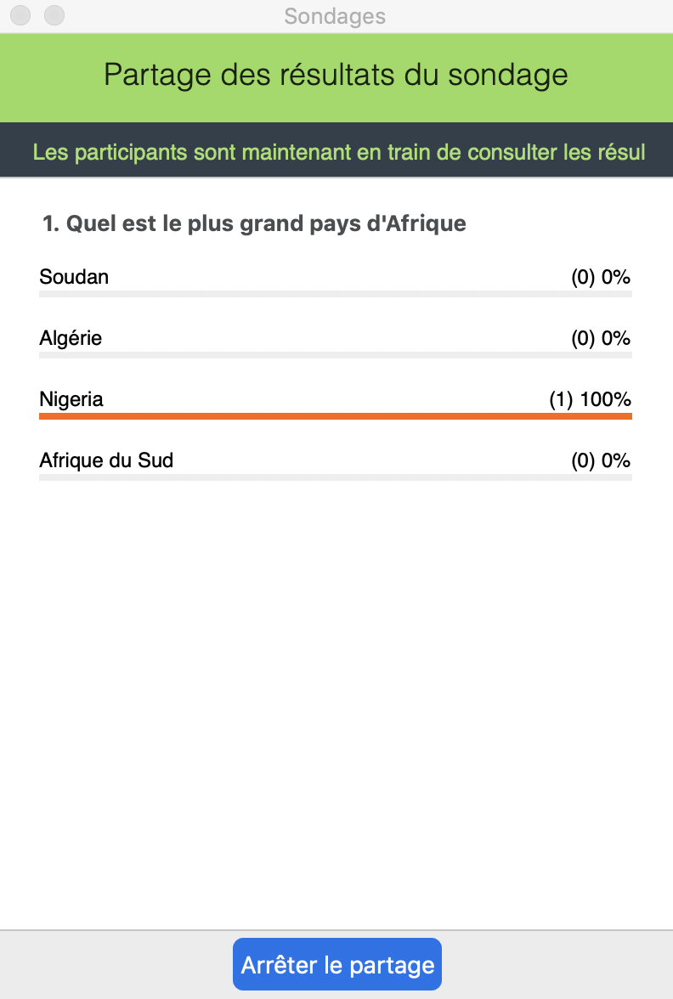 Sondages
Partage des résultats du sondage
Les participants sont maintenant en train de consulter les résul
1. Quel est le plus grand pays d'Afrique
Soudan (0) 0%
Algérie (0) 0%
Nigeria (1) 100%
Afrique du Sud (0) 0%
Arrêter le partage